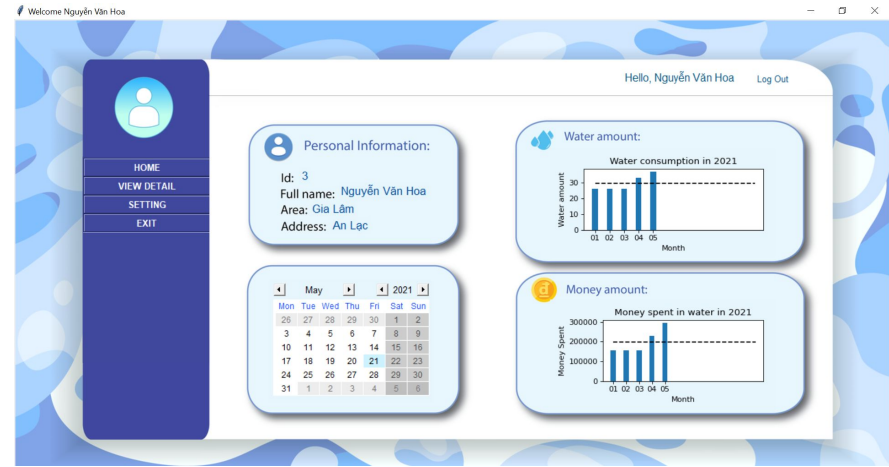 Welcome Nguyễn Văn Hoa
Hello, Nguyễn Văn Hoa Log Out
HOME
VIEW DETAIL
SETTING
EXIT
Personal Information:
Id: 3
Full name: Nguyễn Văn Hoa
Area: Gia Lâm
Address: An Lạc
May 2021
Mon Tue Wed Thu Fri Sat Sun
26 27 28 29 30 1 2
3 4 5 6 7 8 9
10 11 12 13 14 15 16
17 18 19 20 21 22 23
24 25 26 27 28 29 30
31 1 2 3 4 5 6
Water amount:
Water consumption in 2021
Water amount
30
20
10
0
01 02 03 04 05
Month
Money amount:
Money spent in water in 2021
Money Spent
300000
200000
100000
0
01 02 03 04 05
Month